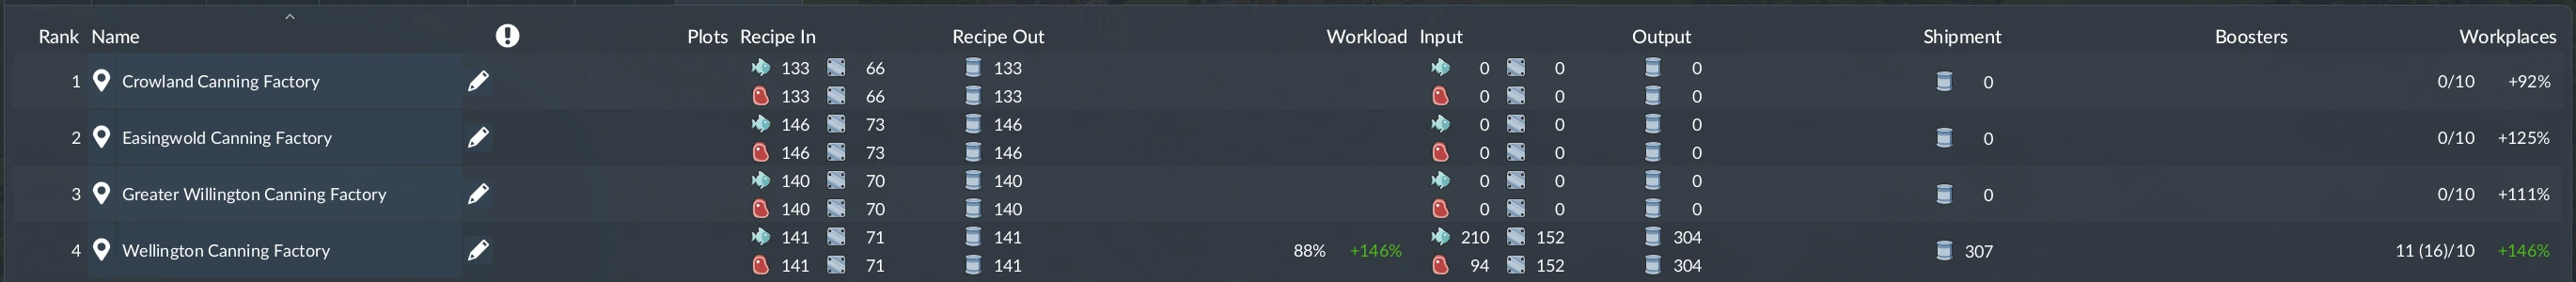 Rank Name Plots Recipe In Recipe Out Workload Input Output Shipment Boosters Workplaces
133 66 133 0 0 0
1 Crowland Canning Factory 0 0/10 +92%
133 66 133 0 0 0
146 73 146 0 0 0
2 Easingwold Canning Factory 0 0/10 +125%
146 73 146 0 0 0
140 70 140 0 0 0
3 Greater Willington Canning Factory 0 0/10 +111%
140 70 140 0 0 0
141 71 141 210 152 304
4 Wellington Canning Factory 88% +146% 307 11 (16)/10 +146%
141 71 141 94 152 304